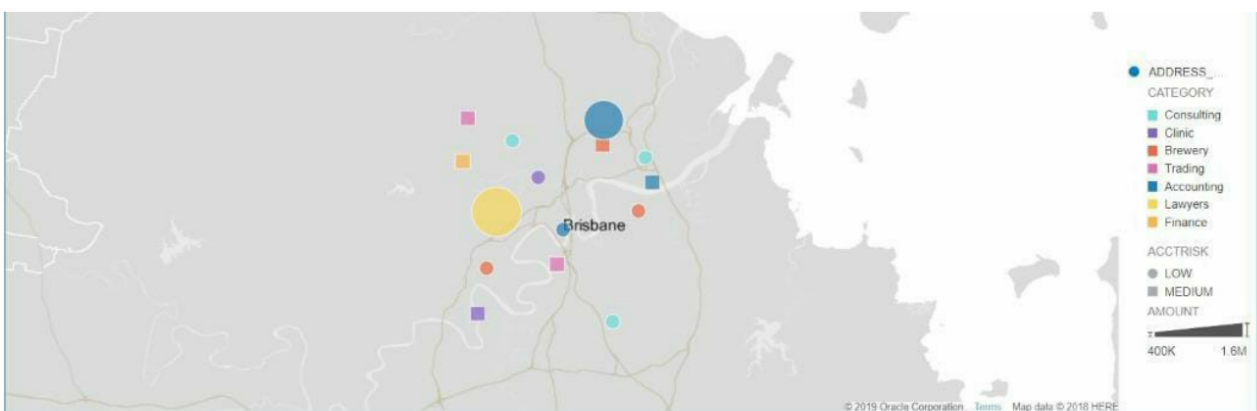 Brisbane
ADDRESS_...
CATEGORY
Consulting
Clinic
Brewery
Trading
Accounting
Lawyers
Finance
ACCTRISK
LOW
MEDIUM
AMOUNT
400K 1.6M
© 2019 Oracle Corporation Terms Map data © 2018 HERE